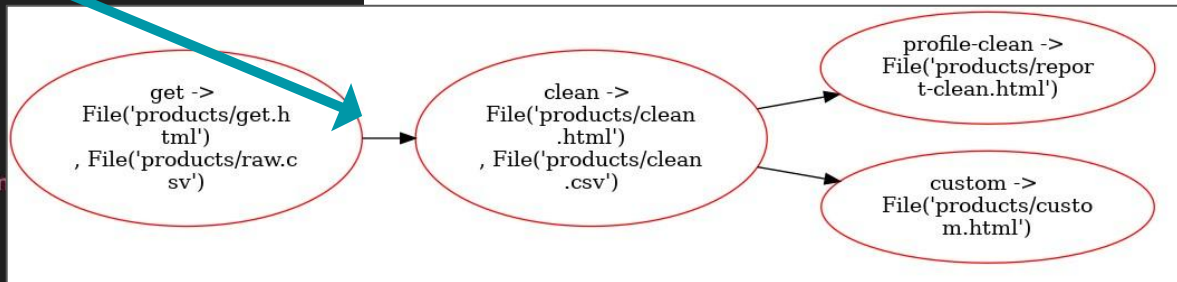 get ->
File('products/get.h
tml')
, File('products/raw.c
sv')
clean ->
File('products/clean
.html')
, File('products/clean
.csv')
profile-clean ->
File('products/repor
t-clean.html')
custom ->
File('products/custo
m.html')